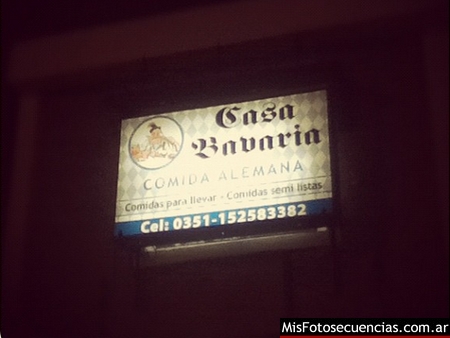 Casa
Bavaria
COMIDA ALEMANA
Comidas para llevar - Comidas semi listas
Cel: 0351-152583382
MisFotosecuencias.com.ar